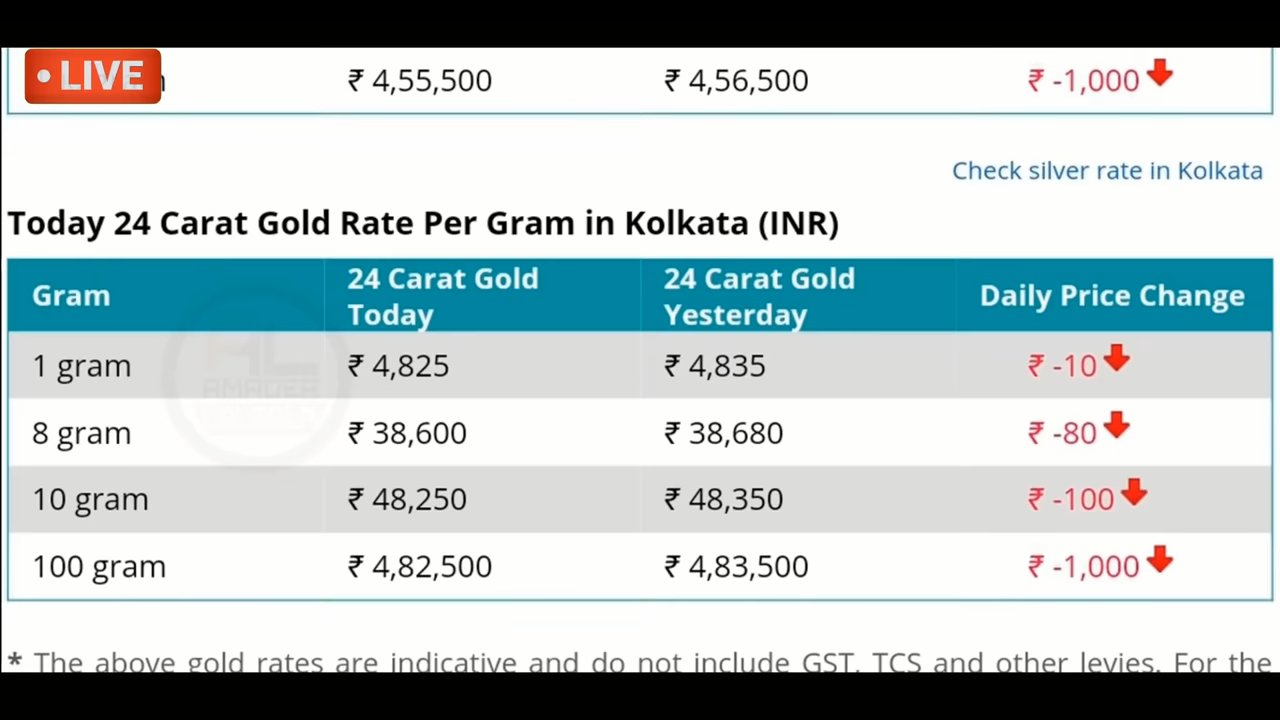 LIVE
₹ 4,55,500 ₹ 4,56,500 ₹ -1,000
Check silver rate in Kolkata
Today 24 Carat Gold Rate Per Gram in Kolkata (INR)
Gram 24 Carat Gold Today 24 Carat Gold Yesterday Daily Price Change
1 gram ₹ 4,825 ₹ 4,835 ₹ -10
8 gram ₹ 38,600 ₹ 38,680 ₹ -80
10 gram ₹ 48,250 ₹ 48,350 ₹ -100
100 gram ₹ 4,82,500 ₹ 4,83,500 ₹ -1,000
* The above gold rates are indicative and do not include GST, TCS and other levies. For the